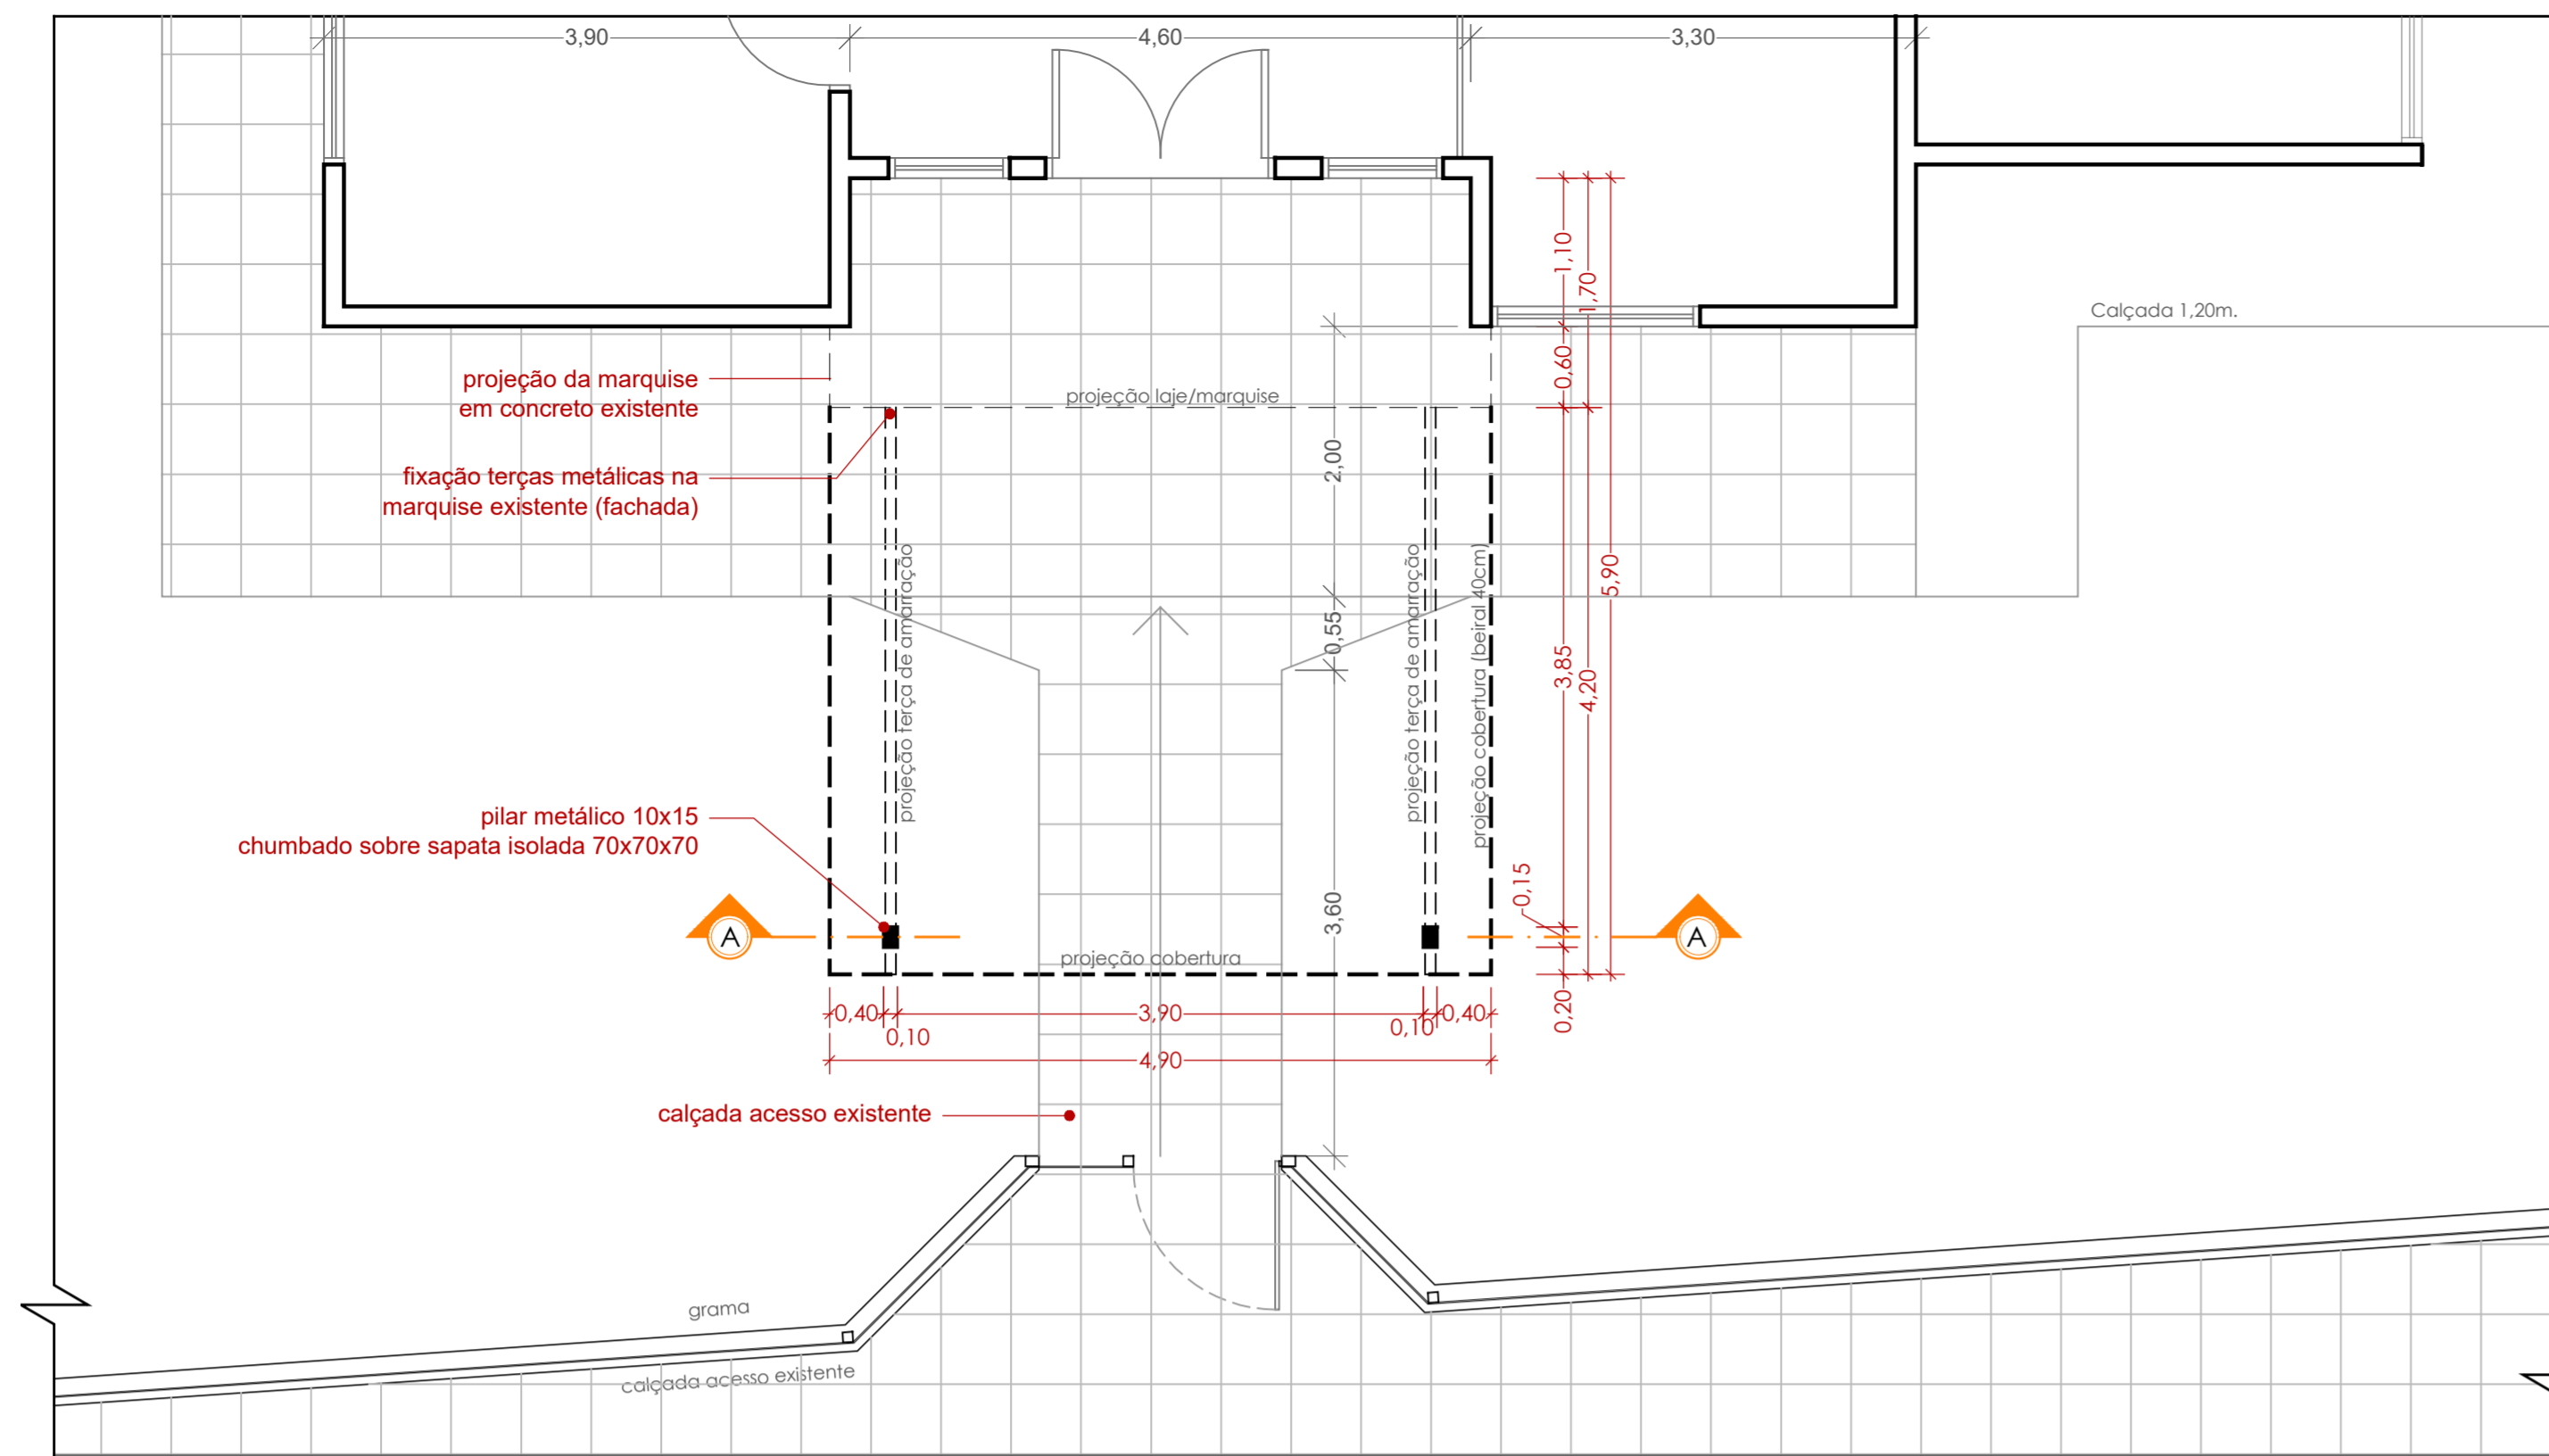 3,90
4,60
3,30
1,10
1,70
Calçada 1,20m.
0,60
projeção da marquise
em concreto existente
projeção laje/marquise
2,00
fixação terças metálicas na
marquise existente (fachada)
5,90
projeção terça de amarração
projeção terça de amarração
projeção cobertura (beiral 40cm)
0,55
3,85
4,20
pilar metálico 10x15
chumbado sobre sapata isolada 70x70x70
0,15
3,60
A
A
projeção cobertura
0,40
0,10
3,90
0,10
0,40
0,20
4,90
calçada acesso existente
grama
calçada acesso existente